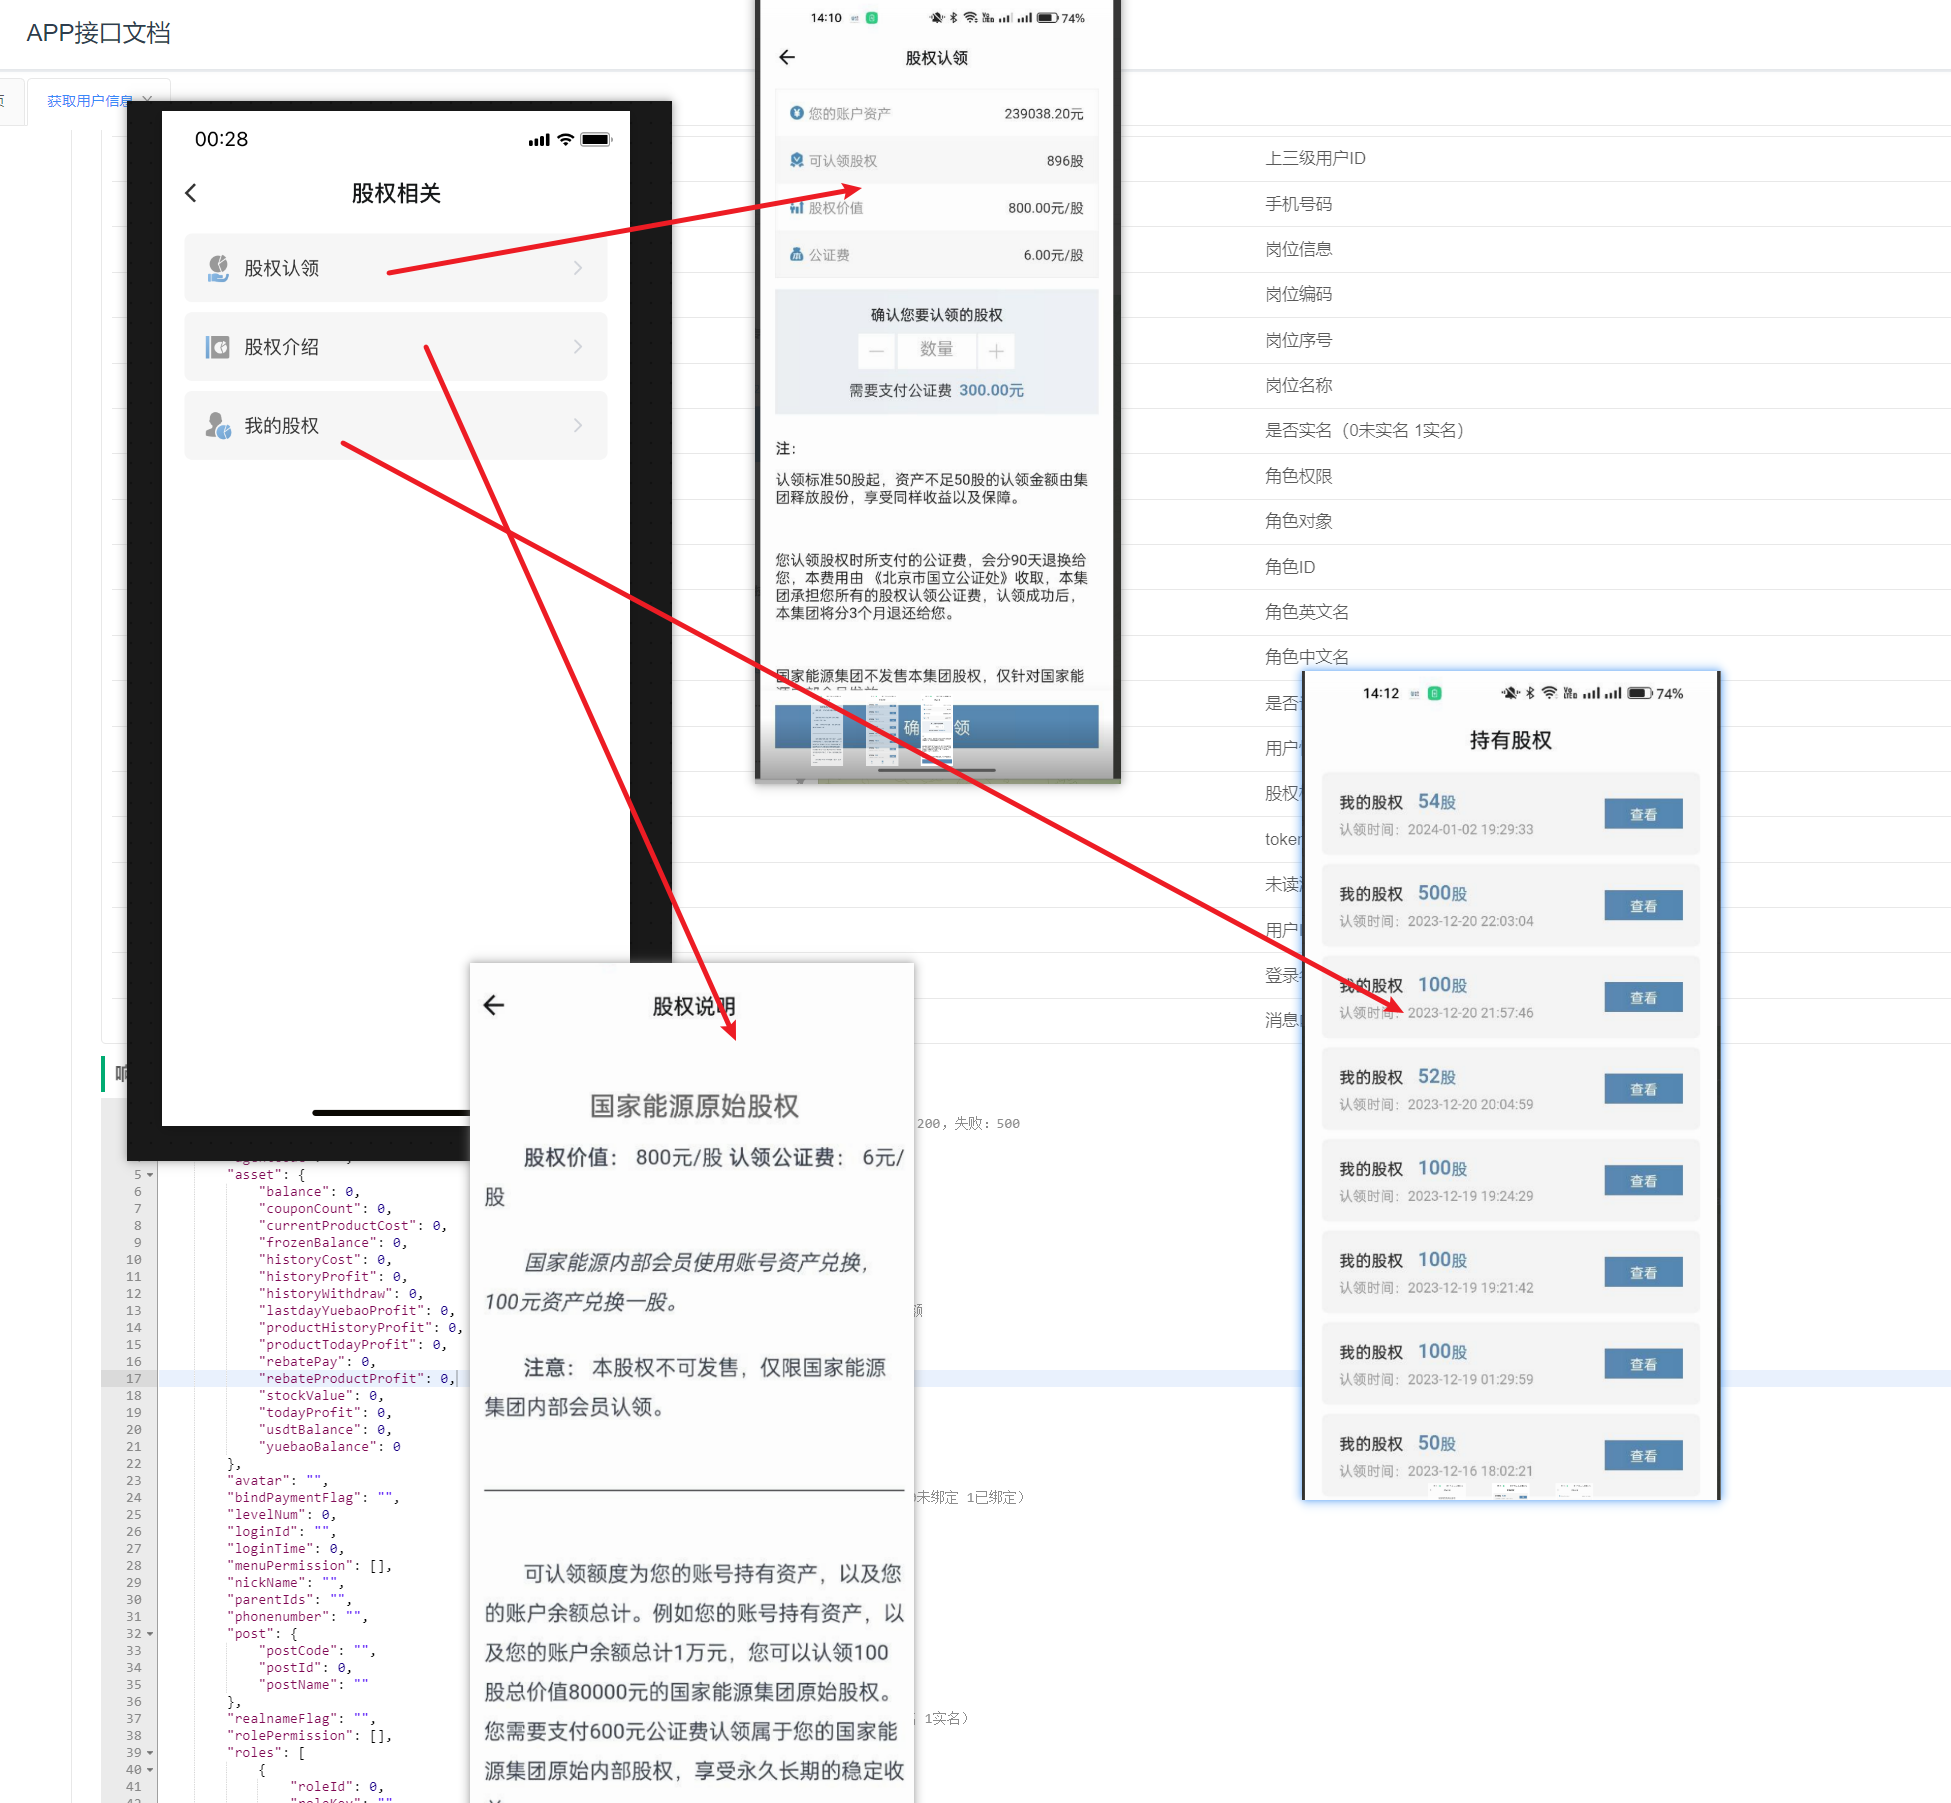 APP接口文档
获取用户信息
00:28
股权相关
股权认领
股权介绍
我的股权
14:10
74%
股权认领
您的账户资产
239038.20元
可认领股权
896股
股权价值
800.00元/股
公证费
6.00元/股
确认您要认领的股权
数量
需要支付公证费 300.00元
注：
认领标准50股起，资产不足50股的认领金额由集
团释放股份，享受同样收益以及保障。
您认领股权时所支付的公证费，会分90天退换给
您，本费用由 《北京市国立公证处》收取，本集
团承担您所有的股权认领公证费，认领成功后，
本集团将分3个月退还给您。
国家能源集团不发售本集团股权，仅针对国家能
确
领
上三级用户ID
手机号码
岗位信息
岗位编码
岗位序号
岗位名称
是否实名（0未实名 1实名）
角色权限
角色对象
角色ID
角色英文名
角色中文名
是否
用户
股权
token
未读
用户
登录
消息
14:12
74%
持有股权
我的股权 54股
认领时间：2024-01-02 19:29:33
查看
我的股权 500股
认领时间：2023-12-20 22:03:04
查看
我的股权 100股
认领时间：2023-12-20 21:57:46
查看
我的股权 52股
认领时间：2023-12-20 20:04:59
查看
我的股权 100股
认领时间：2023-12-19 19:24:29
查看
我的股权 100股
认领时间：2023-12-19 19:21:42
查看
我的股权 100股
认领时间：2023-12-19 01:29:59
查看
我的股权 50股
认领时间：2023-12-16 18:02:21
查看
股权说明
国家能源原始股权
股权价值： 800元/股 认领公证费： 6元/
股
国家能源内部会员使用账号资产兑换，
100元资产兑换一股。
注意： 本股权不可发售，仅限国家能源
集团内部会员认领。
可认领额度为您的账号持有资产，以及您
的账户余额总计。例如您的账号持有资产，以
及您的账户余额总计1万元，您可以认领100
股总价值80000元的国家能源集团原始股权。
您需要支付600元公证费认领属于您的国家能
源集团原始内部股权，享受永久长期的稳定收
200，失败：500
5 "asset": {
6 "balance": 0,
7 "couponCount": 0,
8 "currentProductCost": 0,
9 "frozenBalance": 0,
10 "historyCost": 0,
11 "historyProfit": 0,
12 "historyWithdraw": 0,
13 "lastdayYuebaoProfit": 0,
14 "productHistoryProfit": 0,
15 "productTodayProfit": 0,
16 "rebatePay": 0,
17 "rebateProductProfit": 0,
18 "stockValue": 0,
19 "todayProfit": 0,
20 "usdtBalance": 0,
21 "yuebaoBalance": 0
22 },
23 "avatar": "",
24 "bindPaymentFlag": "", 未绑定 1已绑定）
25 "levelNum": 0,
26 "loginId": "",
27 "loginTime": 0,
28 "menuPermission": [],
29 "nickName": "",
30 "parentIds": "",
31 "phonenumber": "",
32 "post": {
33 "postCode": "",
34 "postId": 0,
35 "postName": ""
36 },
37 "realnameFlag": "", 1实名）
38 "rolePermission": [],
39 "roles": [
40 {
41 "roleId": 0,